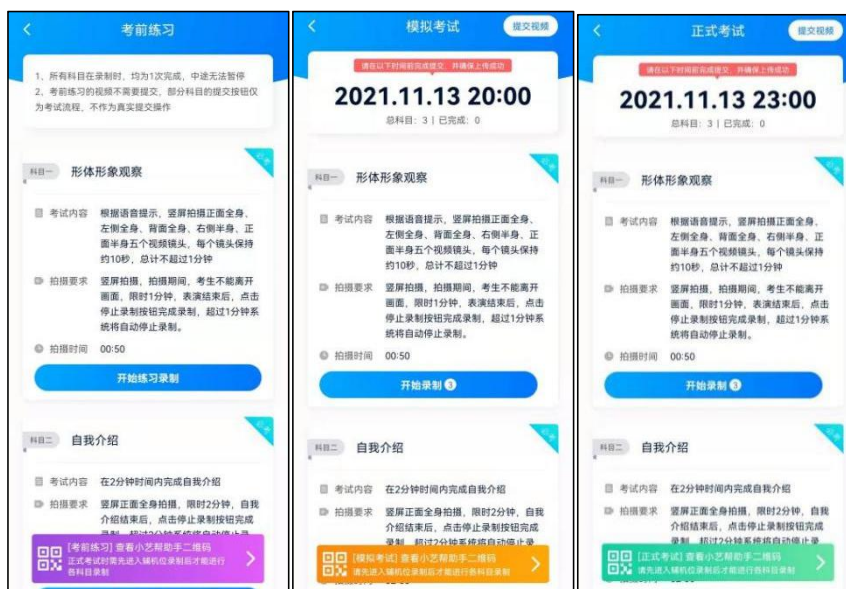 考前练习
1、所有科目在录制时，均为1次完成，中途无法暂停
2、考前练习的视频不需要提交，部分科目的提交按钮仅
为考试流程，不作为真实提交操作
科目一 形体形象观察
必考
考试内容 根据语音提示，竖屏拍摄正面全身、
左侧全身、背面全身、右侧半身、正
面半身五个视频镜头，每个镜头保持
约10秒，总计不超过1分钟
拍摄要求 竖屏拍摄，拍摄期间，考生不能离开
画面，限时1分钟，表演结束后，点击
停止录制按钮完成录制，超过1分钟系
统将自动停止录制。
拍摄时间 00:50
开始练习录制
科目二 自我介绍
必考
考试内容 在2分钟时间内完成自我介绍
拍摄要求 竖屏正面全身拍摄，限时2分钟，自我
介绍结束后，点击停止录制按钮完成
[考前练习] 查看小艺帮助手二维码
正式考试时需先进入辅机位录制后才能进行
各科目录制
模拟考试
提交视频
请在以下时间前完成提交，并确保上传成功
2021.11.13 20:00
总科目：3 | 已完成：0
科目一 形体形象观察
必考
考试内容 根据语音提示，竖屏拍摄正面全身、
左侧全身、背面全身、右侧半身、正
面半身五个视频镜头，每个镜头保持
约10秒，总计不超过1分钟
拍摄要求 竖屏拍摄，拍摄期间，考生不能离开
画面，限时1分钟，表演结束后，点击
停止录制按钮完成录制，超过1分钟系
统将自动停止录制。
拍摄时间 00:50
开始录制 3
科目二 自我介绍
必考
考试内容 在2分钟时间内完成自我介绍
拍摄要求 竖屏正面全身拍摄，限时2分钟，自我
介绍结束后，点击停止录制按钮完成
[模拟考试] 查看小艺帮助手二维码
请先进入辅机位录制后才能进行各科目录制
正式考试
提交视频
请在以下时间前完成提交，并确保上传成功
2021.11.13 23:00
总科目：3 | 已完成：0
科目一 形体形象观察
必考
考试内容 根据语音提示，竖屏拍摄正面全身、
左侧全身、背面全身、右侧半身、正
面半身五个视频镜头，每个镜头保持
约10秒，总计不超过1分钟
拍摄要求 竖屏拍摄，拍摄期间，考生不能离开
画面，限时1分钟，表演结束后，点击
停止录制按钮完成录制，超过1分钟系
统将自动停止录制。
拍摄时间 00:50
开始录制 3
科目二 自我介绍
必考
考试内容 在2分钟时间内完成自我介绍
拍摄要求 竖屏正面全身拍摄，限时2分钟，自我
介绍结束后，点击停止录制按钮完成
[正式考试] 查看小艺帮助手二维码
请先进入辅机位录制后才能进行各科目录制